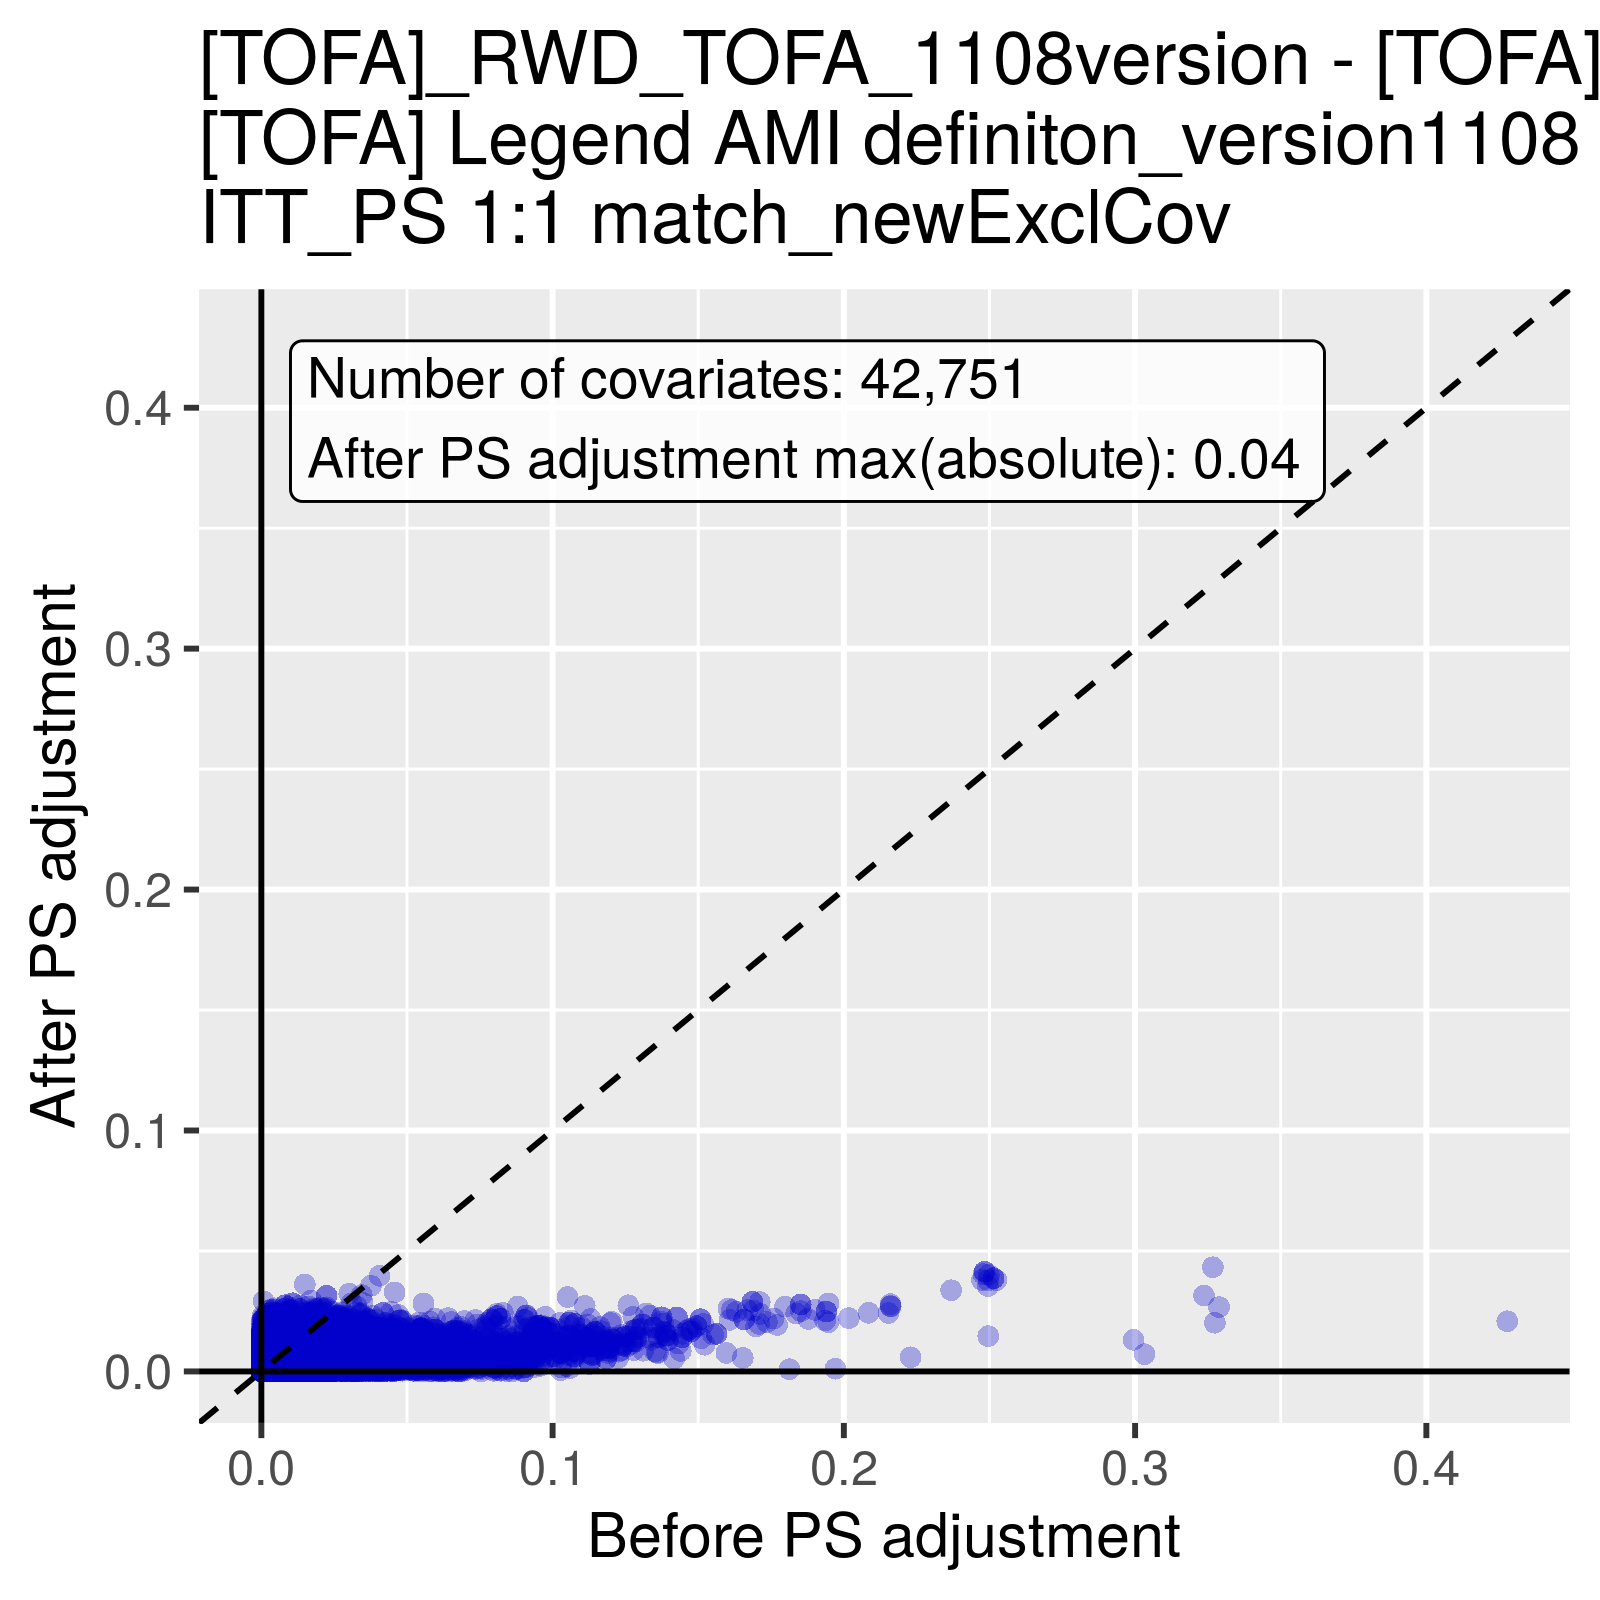 [TOFA]_RWD_TOFA_1108version - [TOFA]
[TOFA] Legend AMI definiton_version1108
ITT_PS 1:1 match_newExclCov
Number of covariates: 42,751
After PS adjustment max(absolute): 0.04
After PS adjustment
0.4
0.3
0.2
0.1
0.0
0.0
0.1
0.2
0.3
0.4
Before PS adjustment